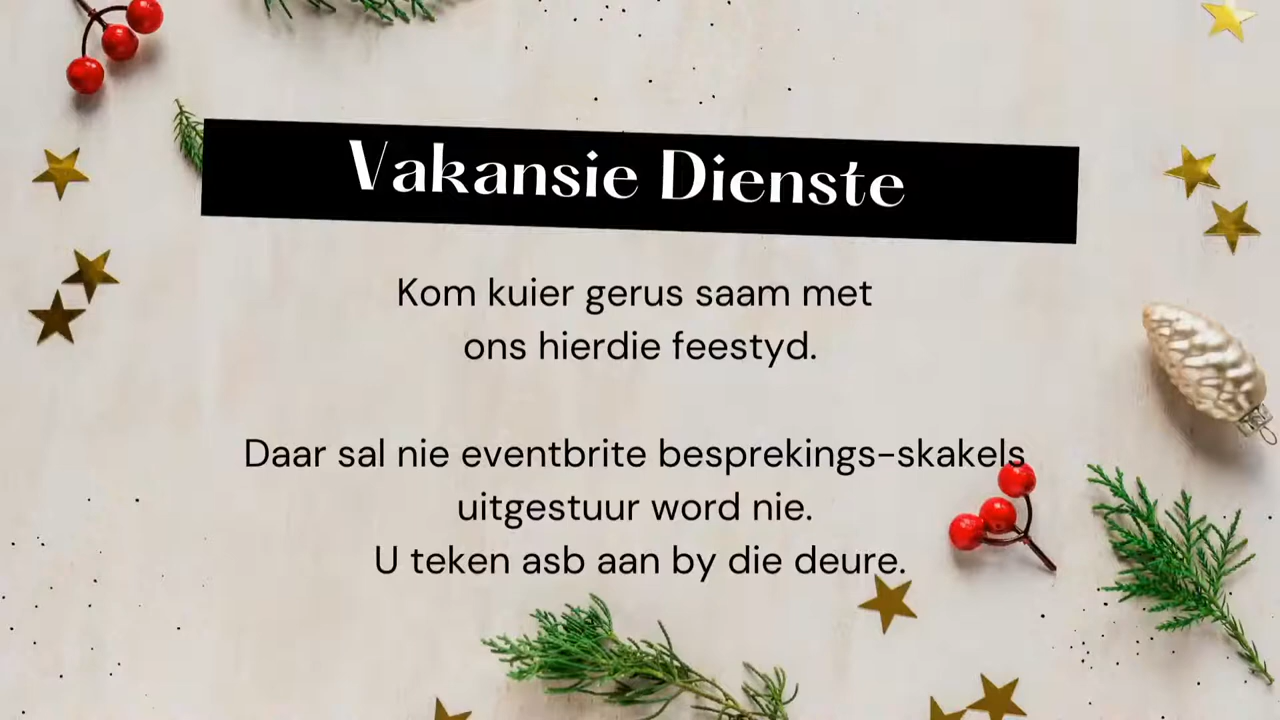 Vakansie Dienste
Kom kuier gerus saam met
ons hierdie feestyd.
Daar sal nie eventbrite besprekings-skakels
uitgestuur word nie.
U teken asb aan by die deure.